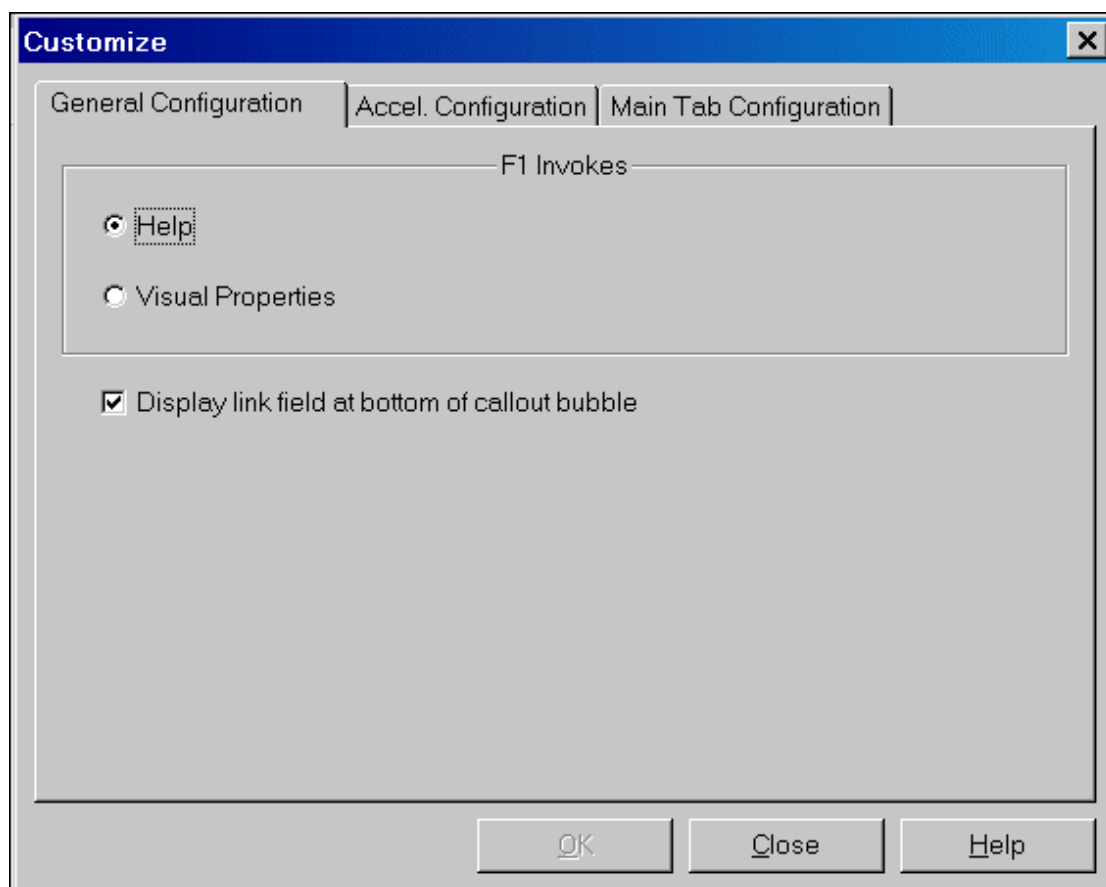 Customize
General Configuration Accel. Configuration Main Tab Configuration
F1 Invokes
Help
Visual Properties
Display link field at bottom of callout bubble
OK Close Help